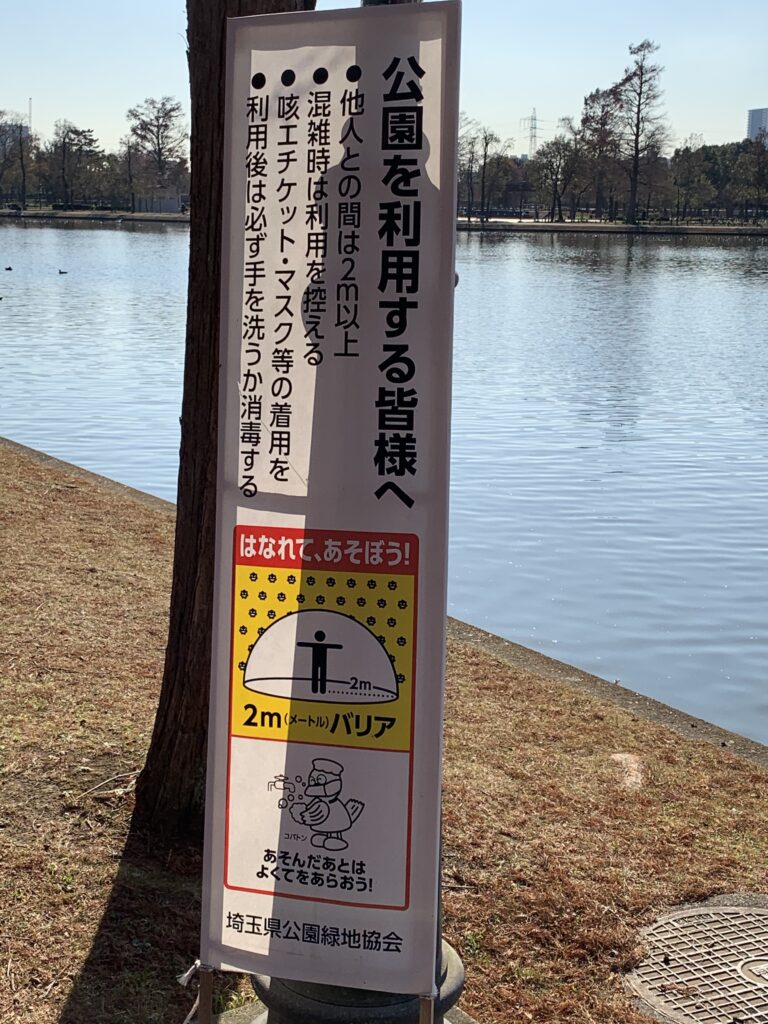 公園を利用する皆様へ
●他人との間は2m以上
●混雑時は利用を控える
●咳エチケット・マスク等の着用を
●利用後は必ず手を洗うか消毒する
はなれて、あそぼう!
2m
2m(メートル)バリア
コバトン
あそんだあとは
よくてをあらおう!
埼玉県公園緑地協会